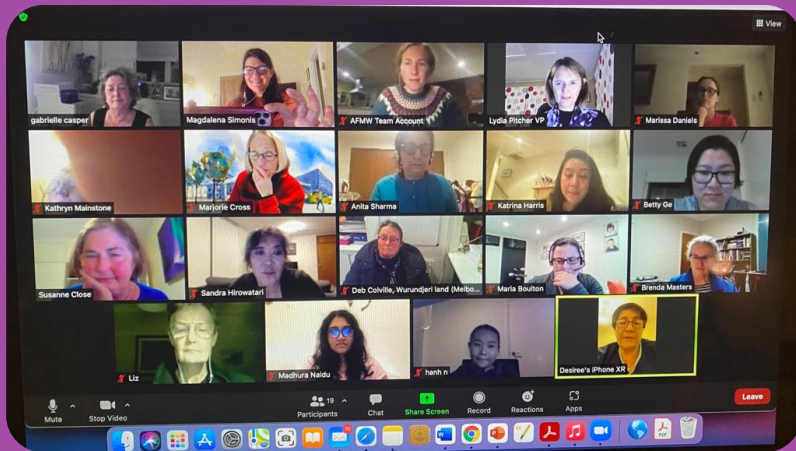 View
gabrielle casper
Magdalena Simonis
AFMW Team Account
Lydia Pitcher VP
Marissa Daniels
Kathryn Mainstone
Marjorie Cross
Anita Sharma
Katrina Harris
Betty Ge
Susanne Close
Sandra Hirowatari
Deb Colville, Wurundjeri land (Melbo...
Maria Boulton
Brenda Masters
Liz
Madhura Naidu
hanh n
Desiree's iPhone XR
Mute
Stop Video
Participants
19
Chat
Share Screen
Record
Reactions
Apps
Leave